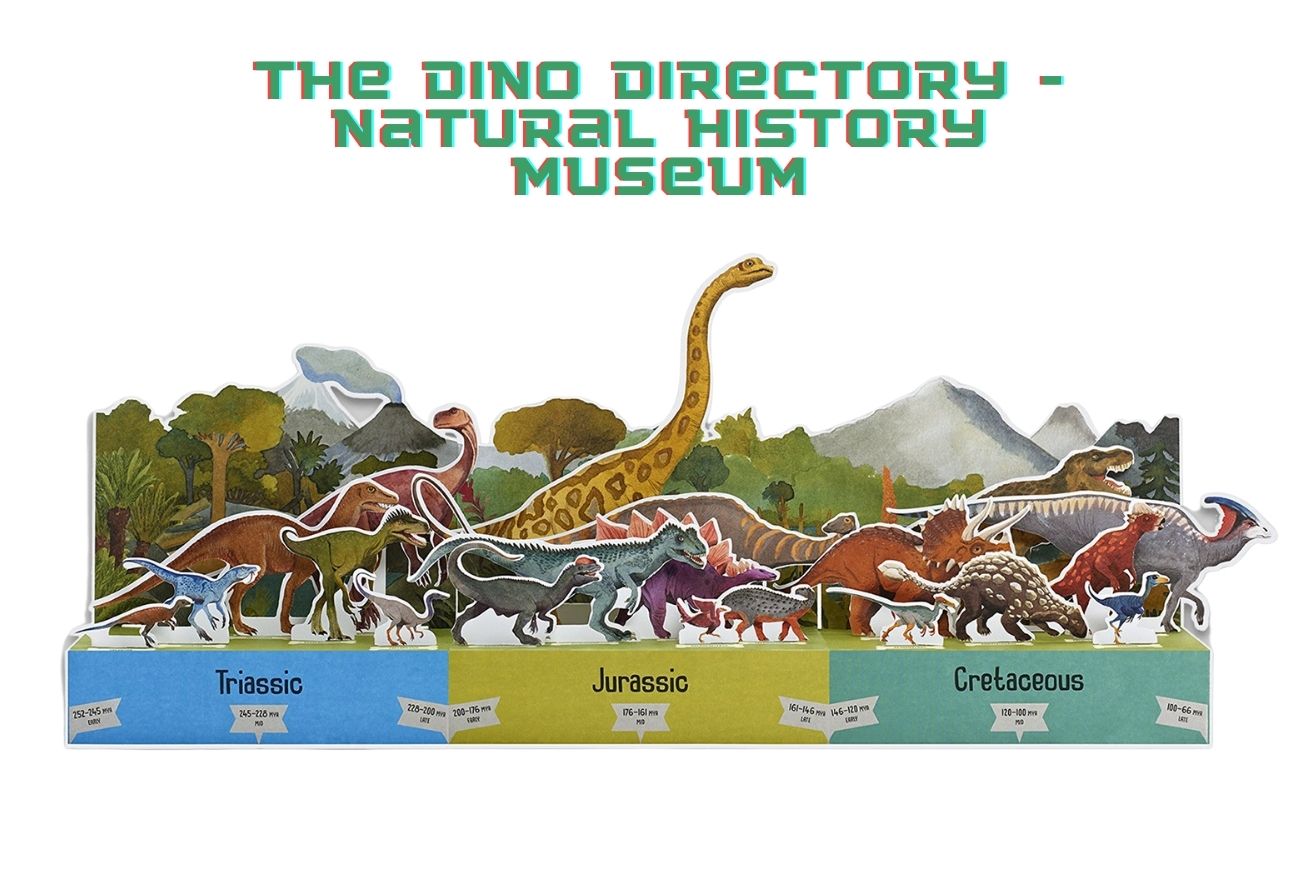 THE DINO DIRECTORY -
NATURAL HISTORY
MUSEUM
Triassic
Jurassic
Cretaceous
252-245 MYA
EARLY
245-228 MYA
MID
228-200 MYA
LATE
200-176 MYA
EARLY
176-161 MYA
MID
161-146 MYA
LATE
146-120 MYA
EARLY
120-100 MYA
MID
100-66 MYA
LATE